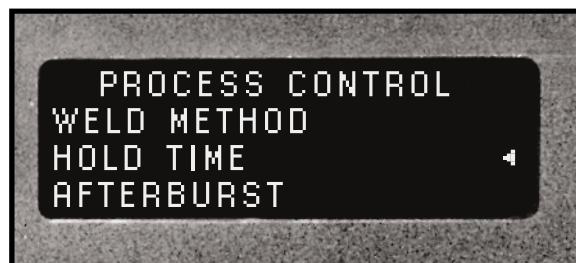 PROCESS CONTROL
WELD METHOD
HOLD TIME
AFTERBURST